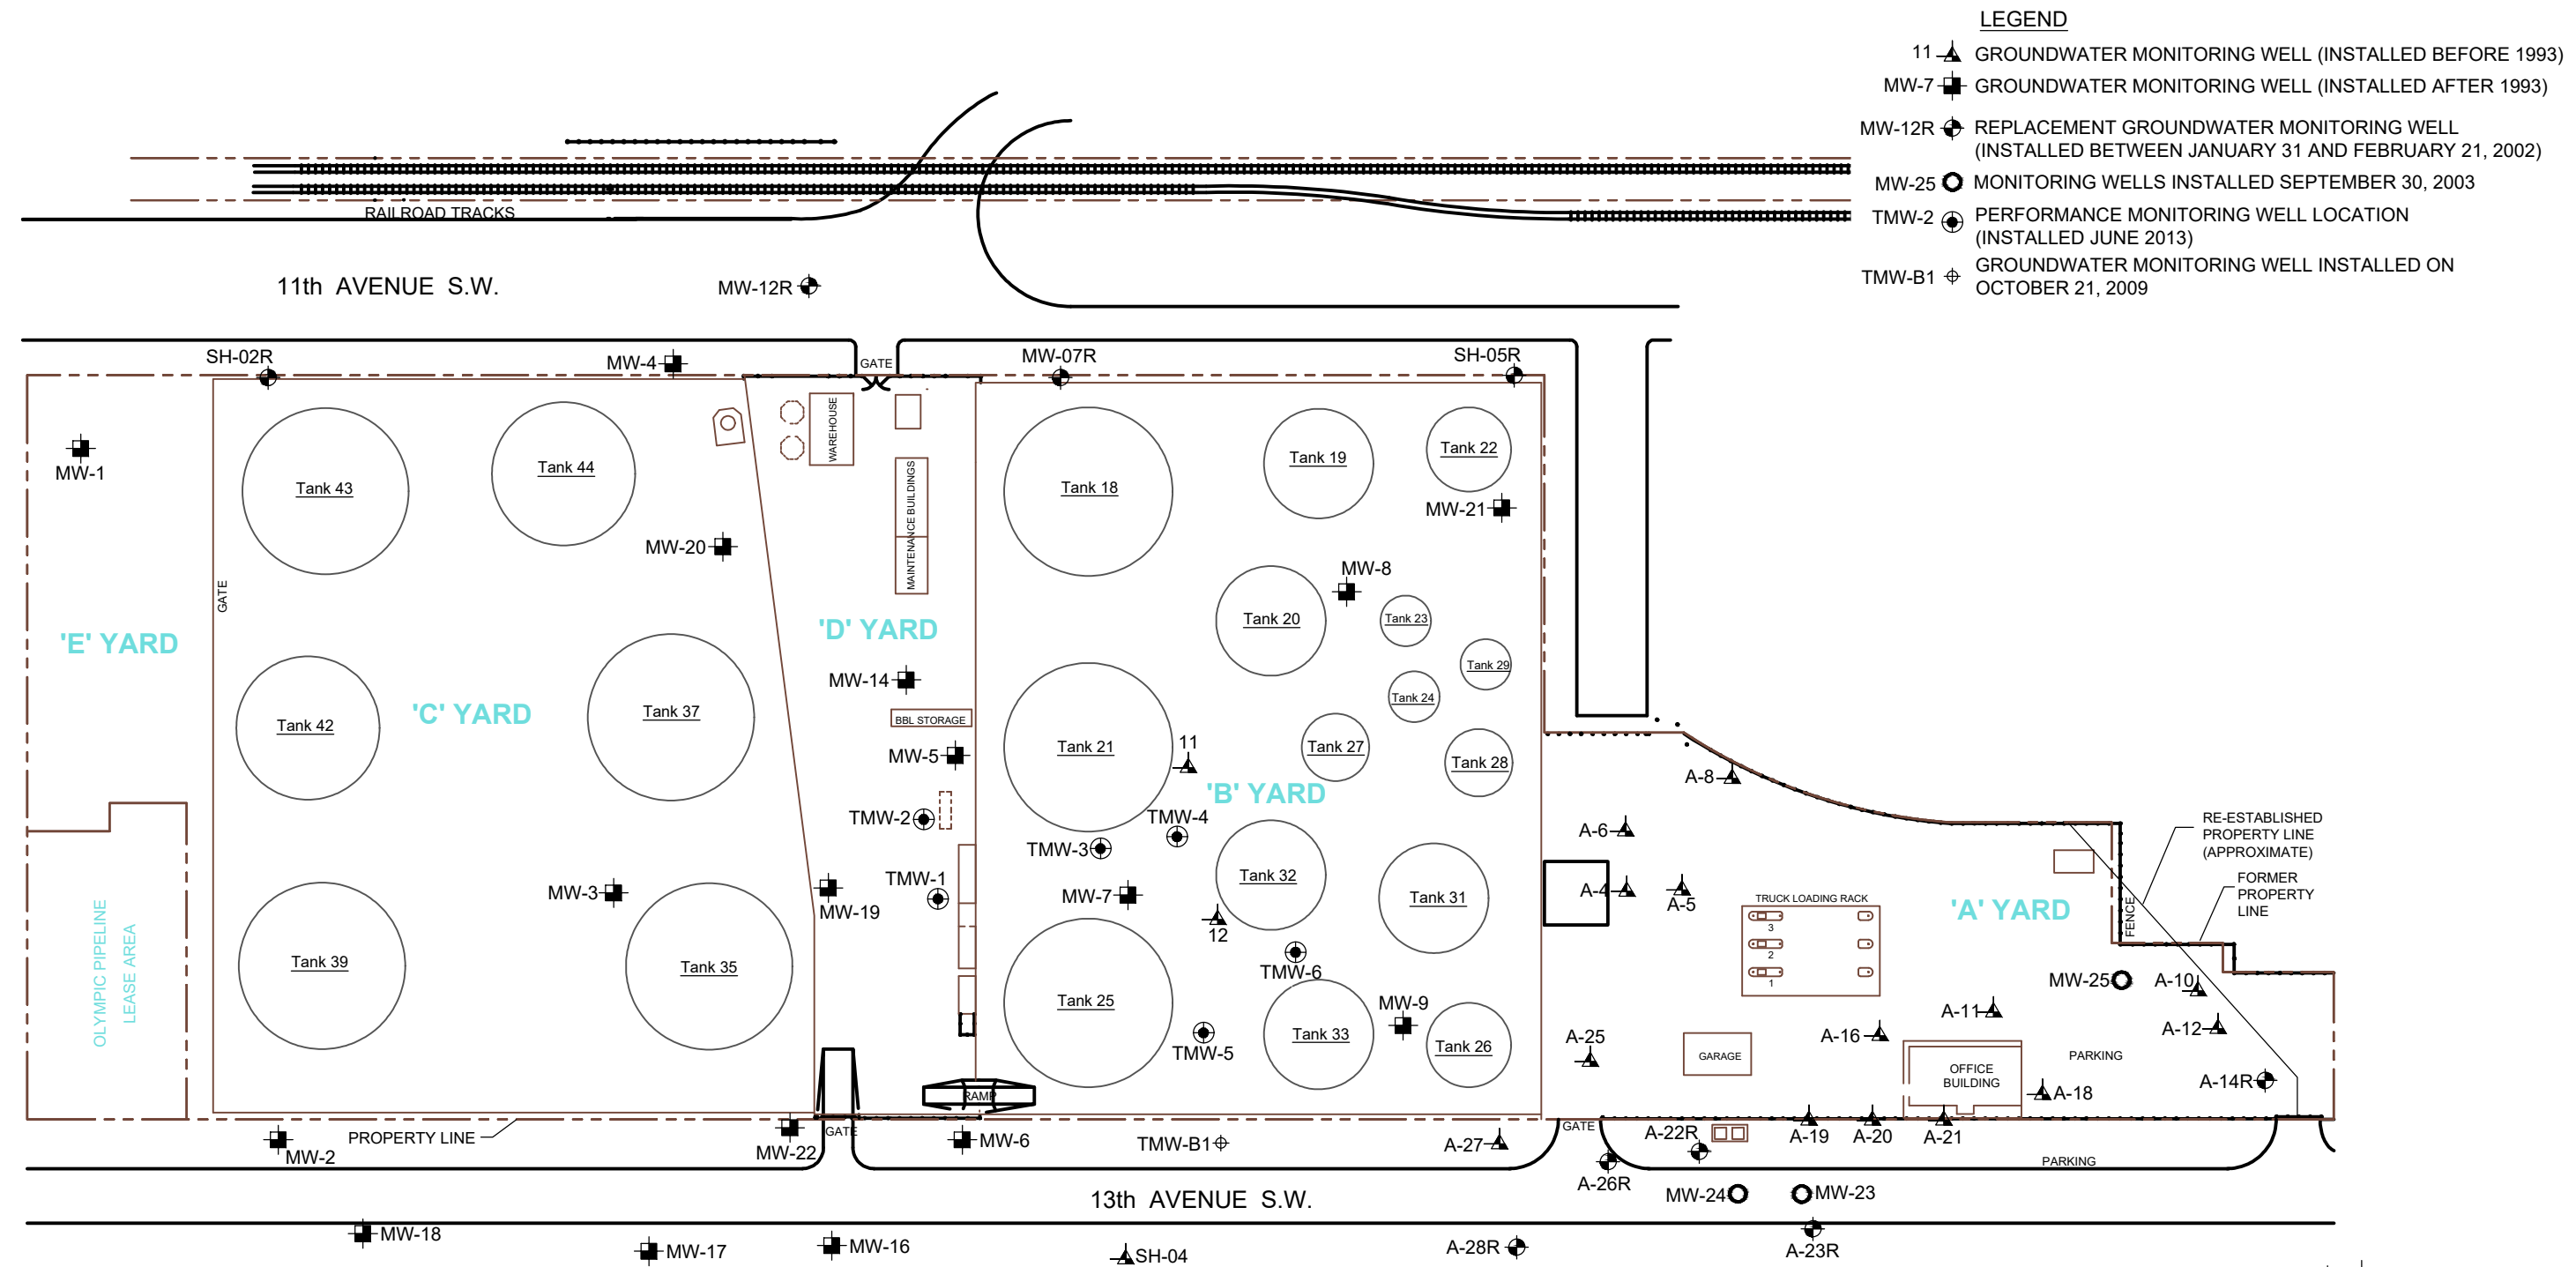 LEGEND
11 GROUNDWATER MONITORING WELL (INSTALLED BEFORE 1993)
MW-7 GROUNDWATER MONITORING WELL (INSTALLED AFTER 1993)
MW-12R REPLACEMENT GROUNDWATER MONITORING WELL
(INSTALLED BETWEEN JANUARY 31 AND FEBRUARY 21, 2002)
MW-25 MONITORING WELLS INSTALLED SEPTEMBER 30, 2003
TMW-2 PERFORMANCE MONITORING WELL LOCATION
(INSTALLED JUNE 2013)
TMW-B1 GROUNDWATER MONITORING WELL INSTALLED ON
OCTOBER 21, 2009
RAILROAD TRACKS
11th AVENUE S.W.
MW-12R
SH-02R
MW-4
GATE
MW-07R
SH-05R
MW-1
Tank 43
Tank 44
WAREHOUSE
MAINTENANCE BUILDINGS
Tank 18
Tank 19
Tank 22
MW-21
MW-20
MW-8
GATE
'E' YARD
'D' YARD
Tank 20
Tank 23
Tank 29
Tank 24
MW-14
'C' YARD
Tank 42
Tank 37
BBL STORAGE
MW-5
Tank 21
11
Tank 27
Tank 28
'B' YARD
A-8
TMW-2
TMW-4
TMW-3
A-6
RE-ESTABLISHED
PROPERTY LINE
(APPROXIMATE)
FORMER
PROPERTY
LINE
FENCE
MW-3
MW-19
TMW-1
MW-7
Tank 32
12
Tank 31
A-4
A-5
TRUCK LOADING RACK
3
2
1
'A' YARD
OLYMPIC PIPELINE
LEASE AREA
Tank 39
Tank 35
TMW-6
MW-25
A-10
Tank 25
MW-9
A-11
A-12
TMW-5
Tank 33
Tank 26
A-25
A-16
GARAGE
OFFICE
BUILDING
PARKING
A-14R
A-18
RAMP
PROPERTY LINE
MW-2
MW-22
GATE
MW-6
TMW-B1
A-27
GATE
A-22R
A-19
A-20
A-21
PARKING
A-26R
MW-24
MW-23
13th AVENUE S.W.
MW-18
MW-17
MW-16
SH-04
A-28R
A-23R